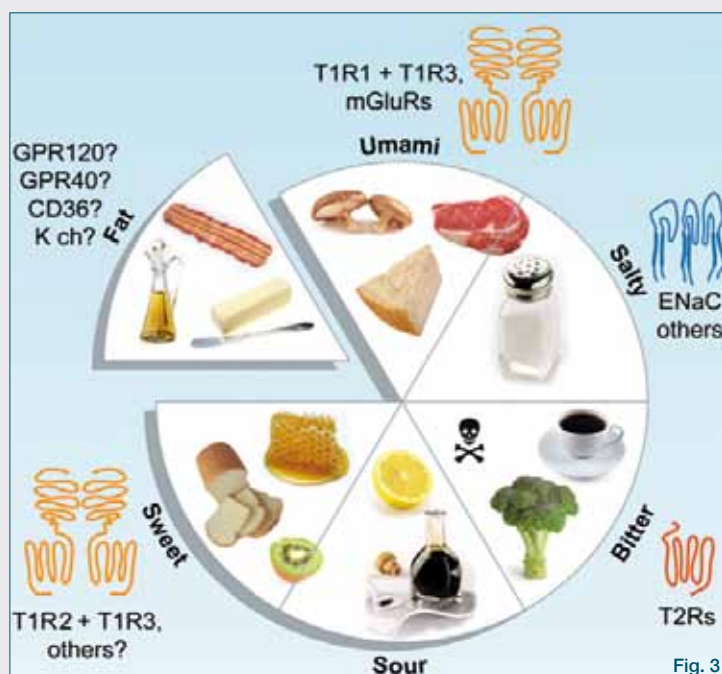 T1R1 + T1R3,
mGluRs
Umami
GPR120?
GPR40?
CD36?
K ch?
Fat
Salty
ENaC
others
Bitter
T2Rs
Sweet
T1R2 + T1R3,
others?
Sour
Fig. 3